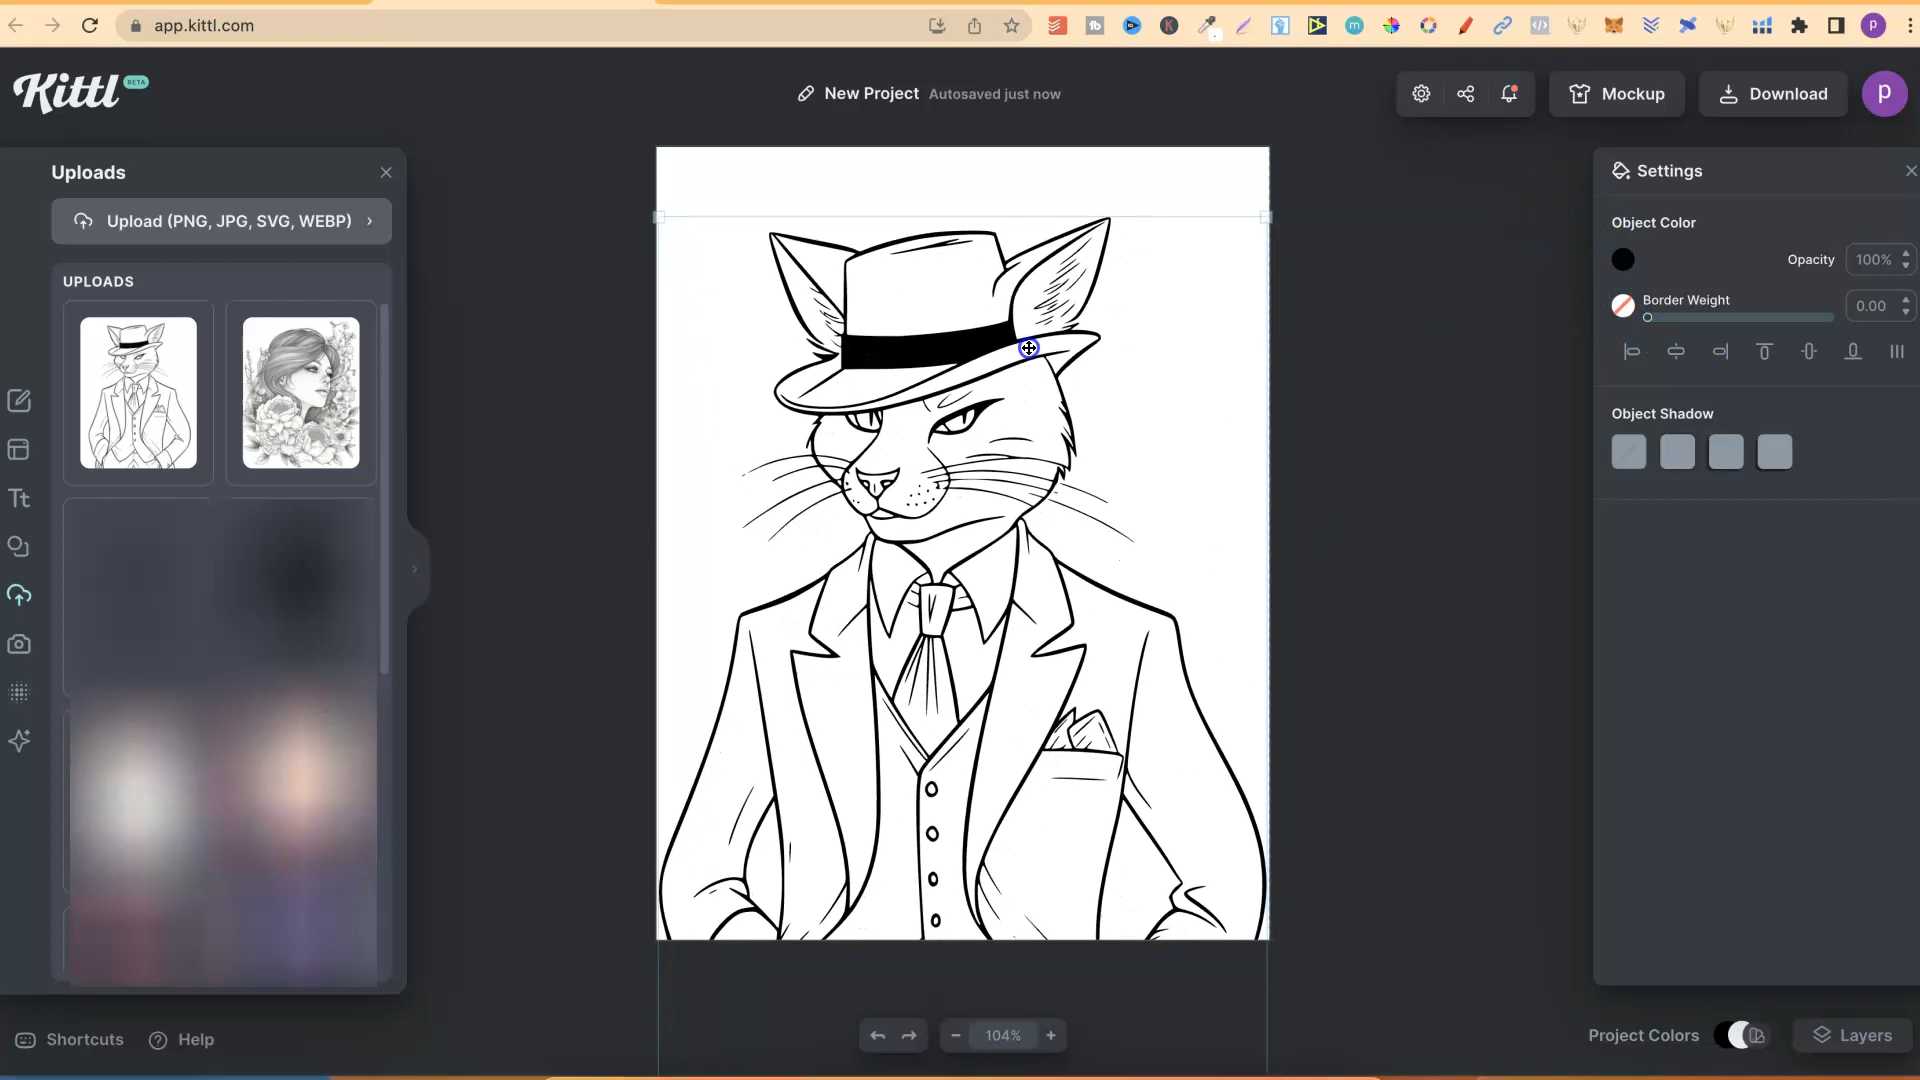 app.kittl.com
Kittl BETA
New Project Autosaved just now
Mockup
Download
p
Uploads
Upload (PNG, JPG, SVG, WEBP)
UPLOADS
Settings
Object Color
Opacity 100%
Border Weight 0.00
Object Shadow
Shortcuts
Help
104%
Project Colors
Layers